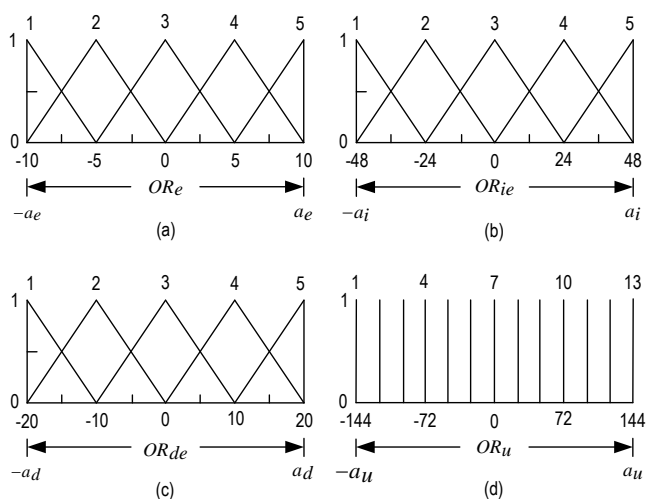 1 2 3 4 5
1
0
-10 -5 0 5 10
ORe
−ae ae
(a)
1 2 3 4 5
1
0
-48 -24 0 24 48
ORie
−ai ai
(b)
1 2 3 4 5
1
0
-20 -10 0 10 20
ORde
−ad ad
(c)
1 4 7 10 13
1
0
-144 -72 0 72 144
ORu
−au au
(d)